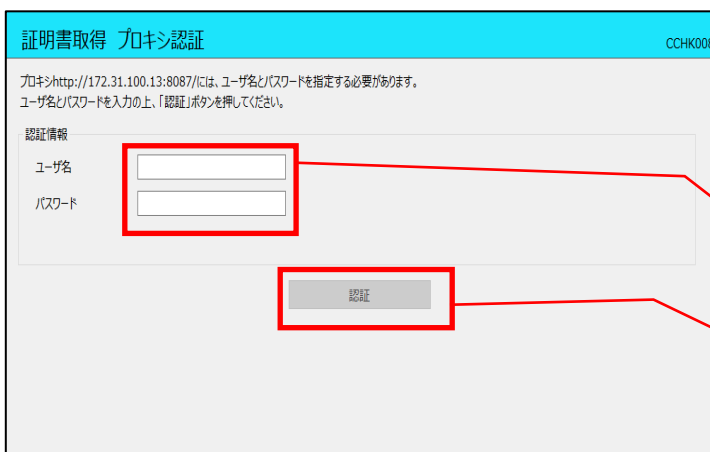 証明書取得 プロキシ認証
CCHK008
プロキシhttp://172.31.100.13:8087/には、ユーザ名とパスワードを指定する必要があります。
ユーザ名とパスワードを入力の上、「認証」ボタンを押してください。
認証情報
ユーザ名
パスワード
認証